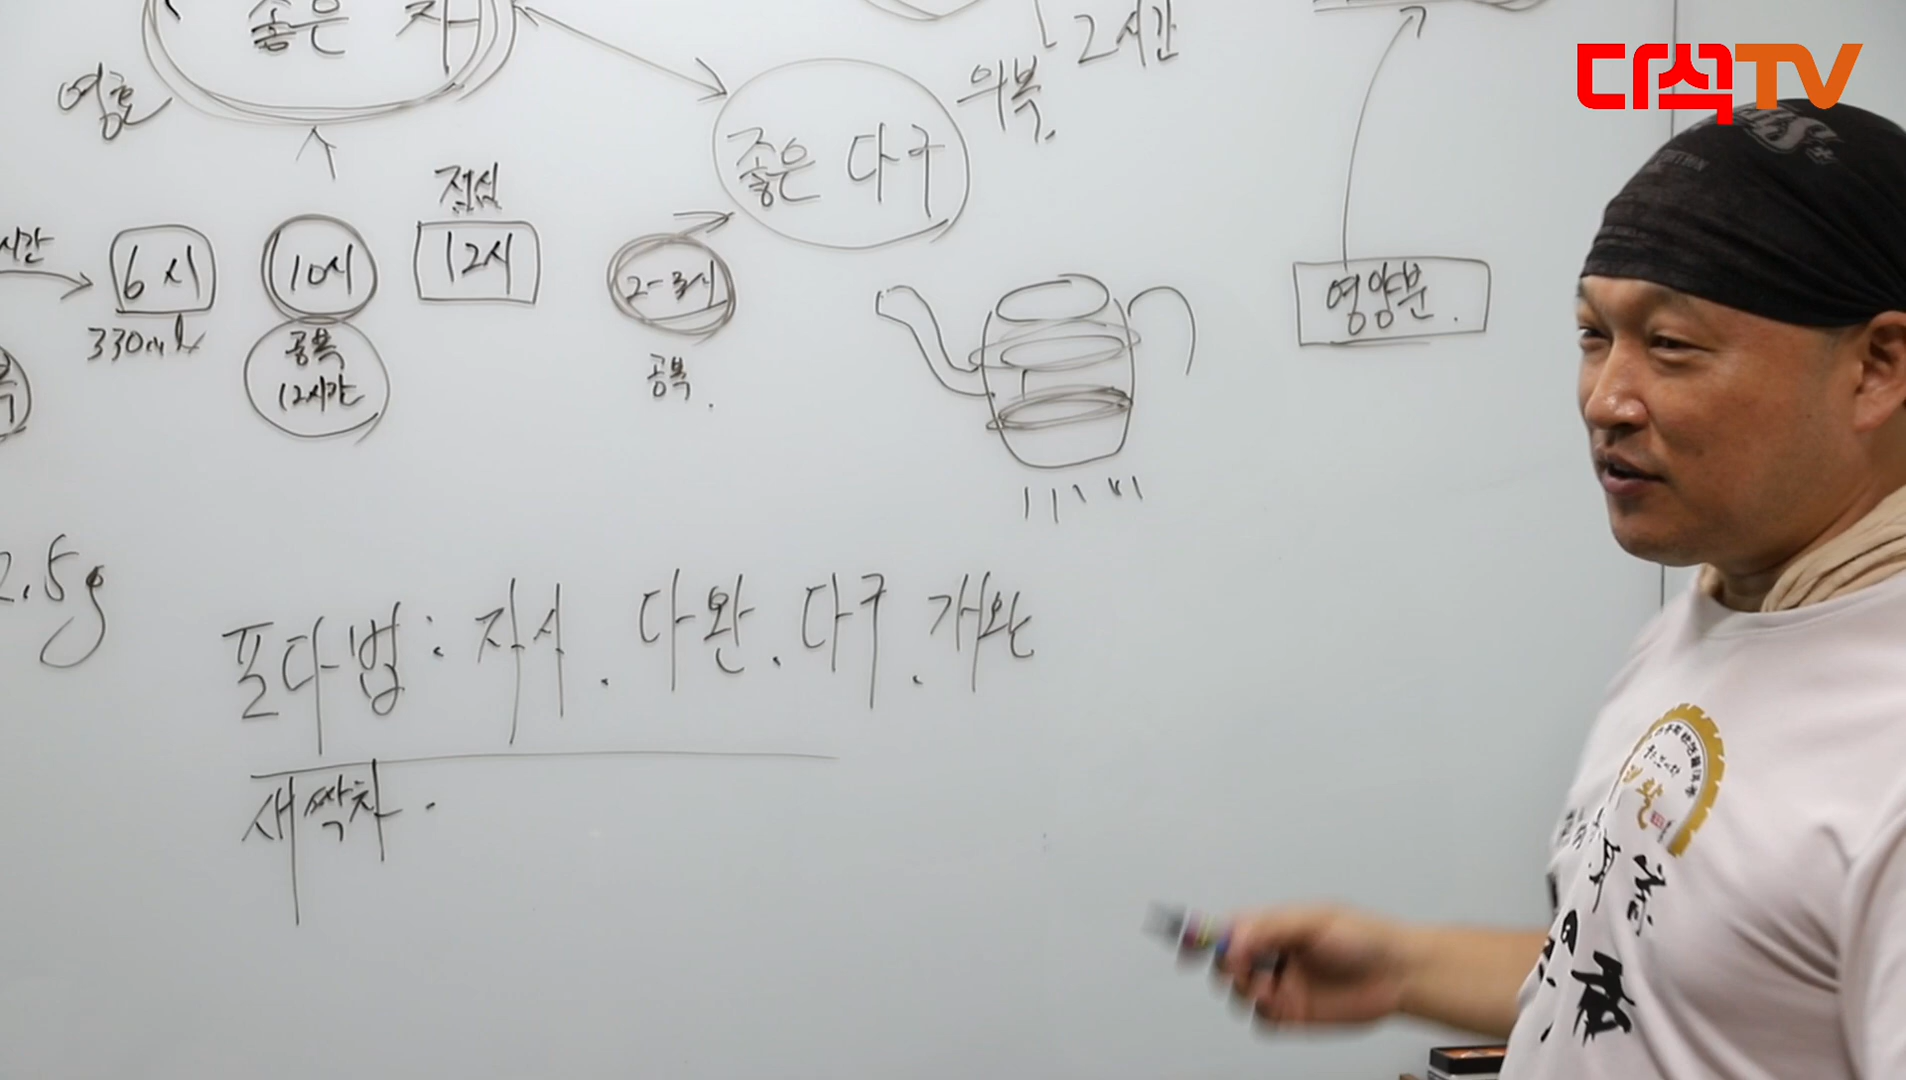 다석TV
좋은 차
2시간
영혼
의복.
좋은 다구
점심
시간
6시
10시
12시
2-3시
영양분.
330ml
공복
12시간
공복.
2.5g
포다법: 자사. 다완. 다구. 개완
새싹차.